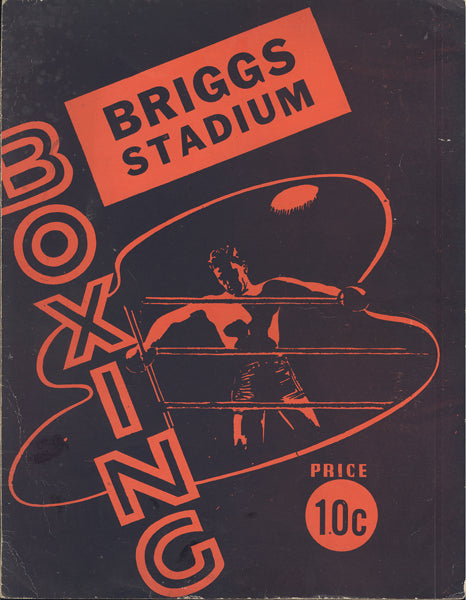 BRIGGS
STADIUM
BOXING
PRICE
10c